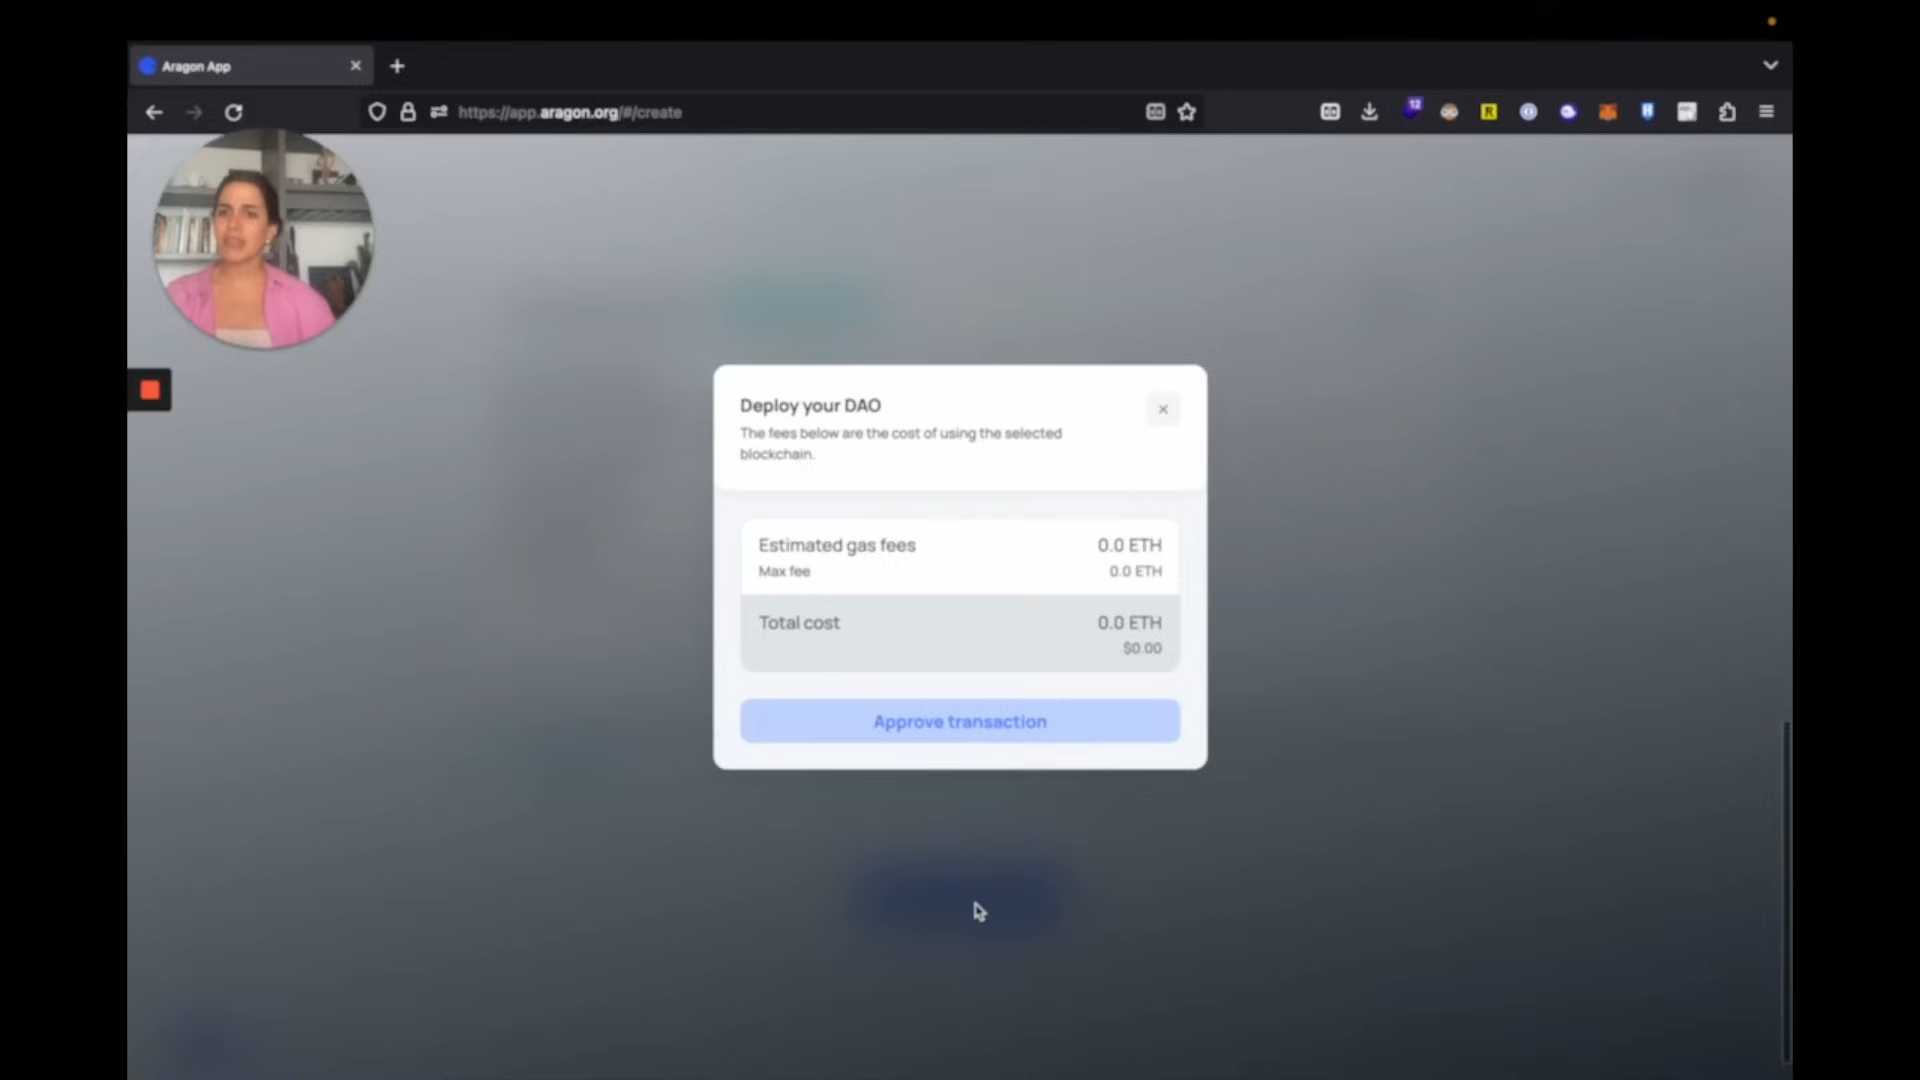 Aragon App
https://app.aragon.org/#/create
12
R
Deploy your DAO
The fees below are the cost of using the selected
blockchain.
Estimated gas fees 0.0 ETH
Max fee 0.0 ETH
Total cost 0.0 ETH
$0.00
Approve transaction